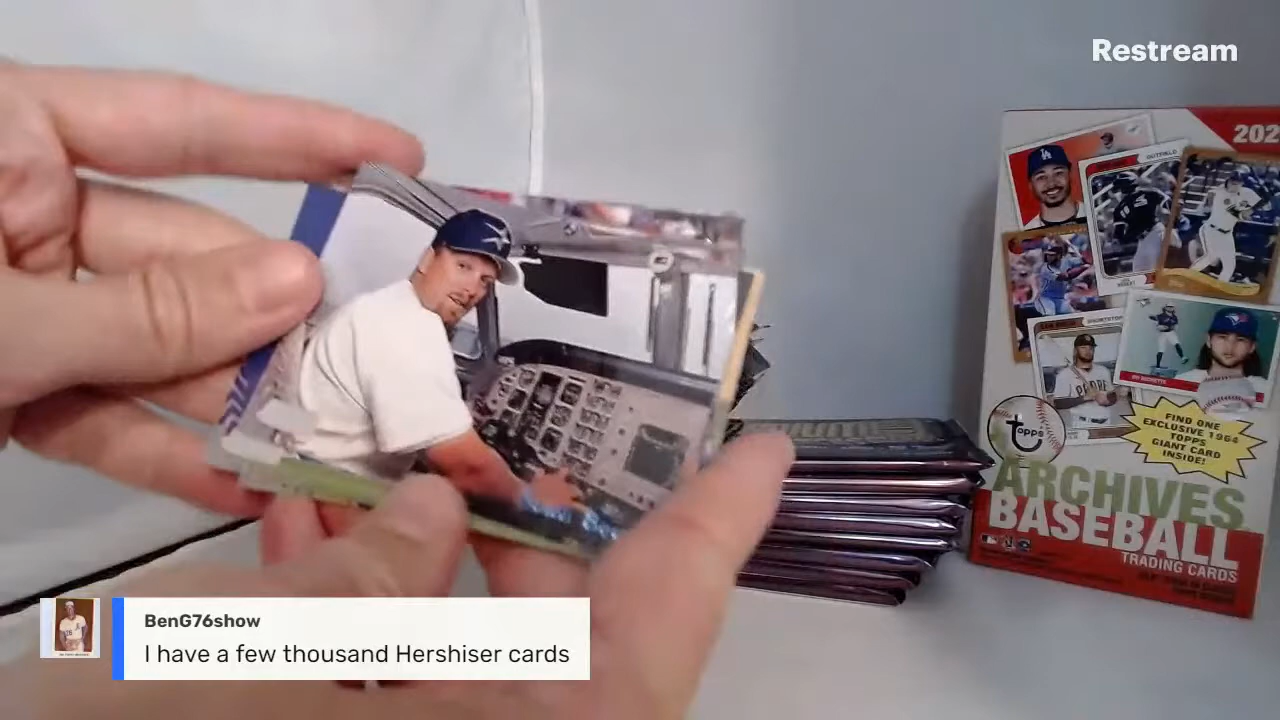 Restream
202
topps
FIND ONE
EXCLUSIVE 1964
TOPPS
GIANT CARD
INSIDE!
ARCHIVES
BASEBALL
TRADING CARDS
BenG76show
I have a few thousand Hershiser cards